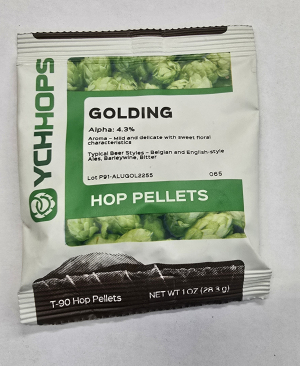 YCHHOPS
GOLDING
Alpha: 4.3%
Aroma - Mild and delicate with sweet floral
characteristics
Typical Beer Styles - Belgian and English-style
Ales, Barleywine, Bitter
Lot P91-ALUGOL2255 065
HOP PELLETS
T-90 Hop Pellets NET WT 1 OZ (28.3 g)